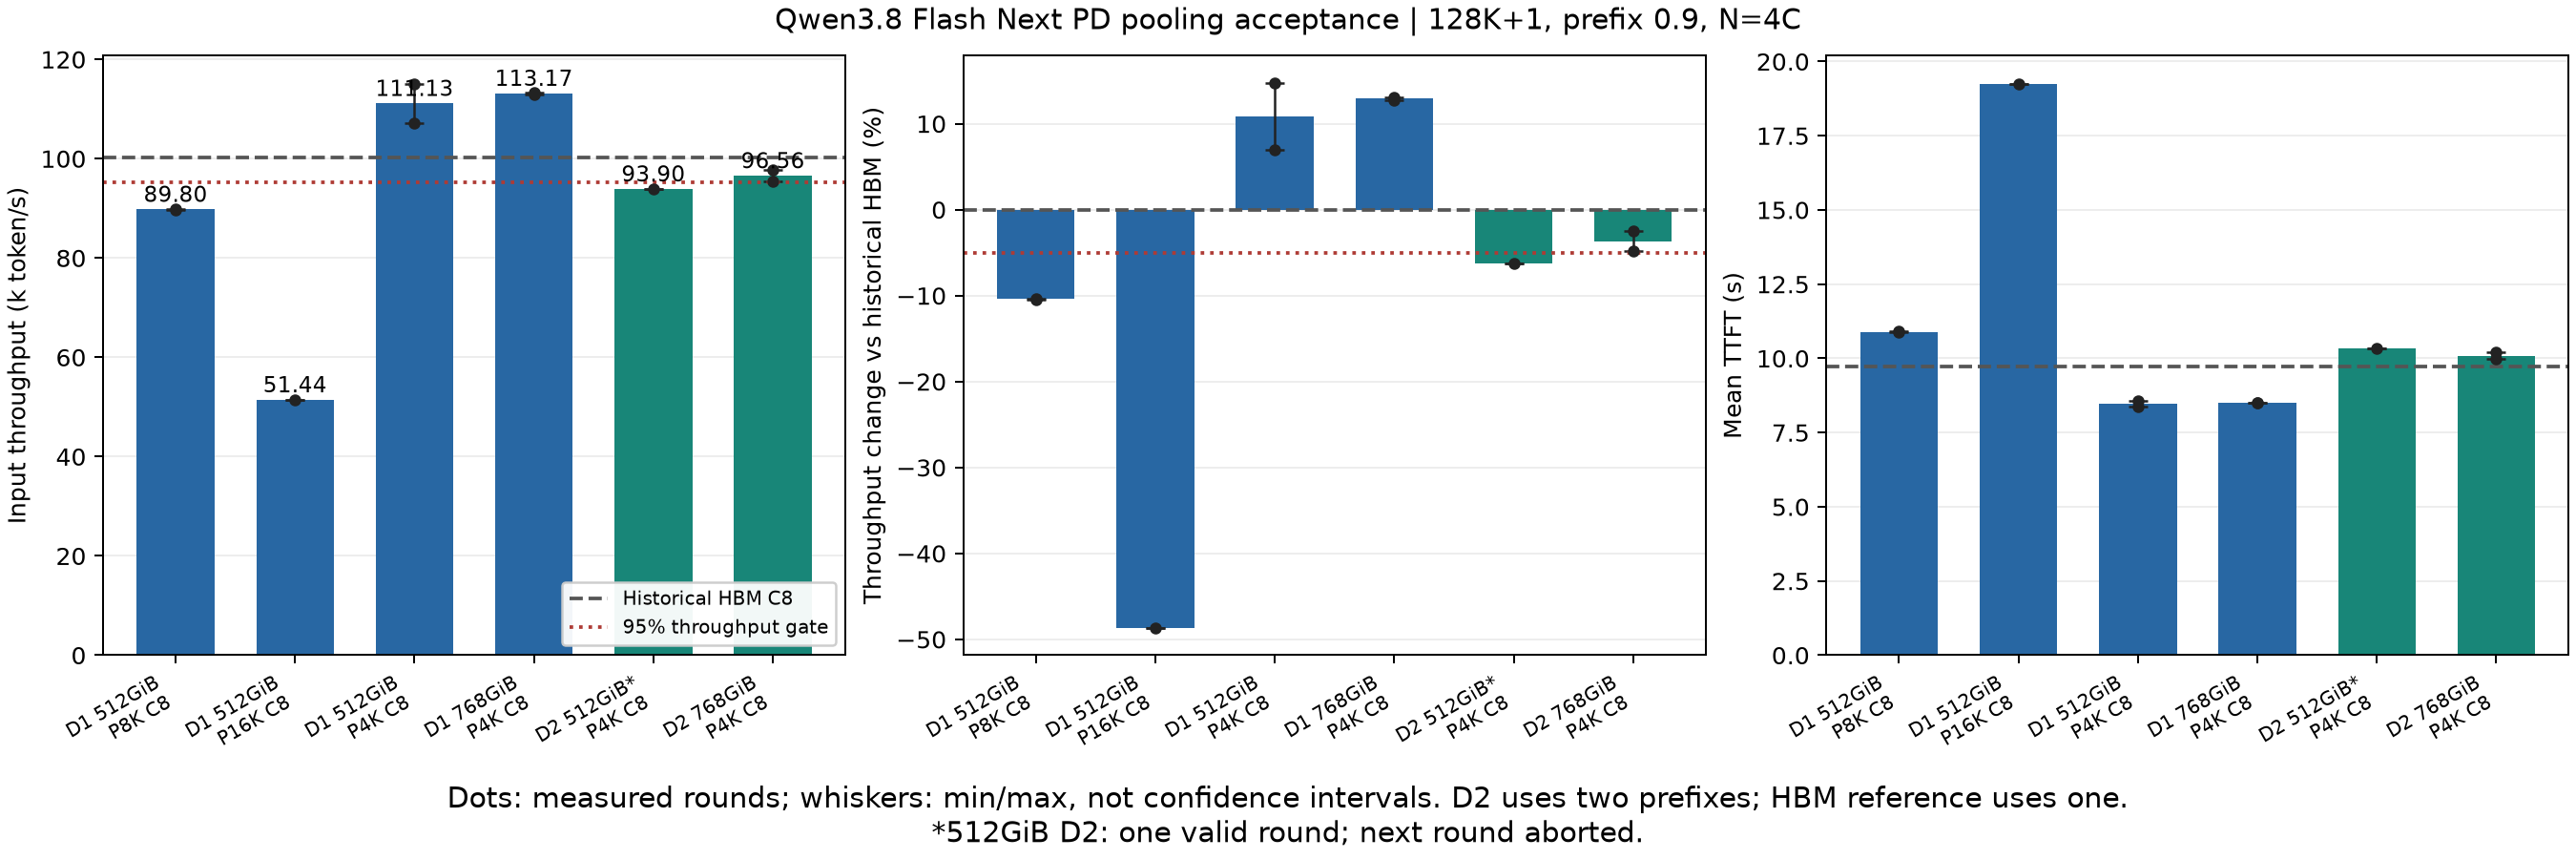 Qwen3.8 Flash Next PD pooling acceptance | 128K+1, prefix 0.9, N=4C
Input throughput (k token/s)
120
100
80
60
40
20
0
89.80
51.44
111.13
113.17
93.90
96.56
Historical HBM C8
95% throughput gate
D1 512GiB
P8K C8
D1 512GiB
P16K C8
D1 512GiB
P4K C8
D1 768GiB
P4K C8
D2 512GiB*
P4K C8
D2 768GiB
P4K C8
Throughput change vs historical HBM (%)
10
0
−10
−20
−30
−40
−50
D1 512GiB
P8K C8
D1 512GiB
P16K C8
D1 512GiB
P4K C8
D1 768GiB
P4K C8
D2 512GiB*
P4K C8
D2 768GiB
P4K C8
Mean TTFT (s)
20.0
17.5
15.0
12.5
10.0
7.5
5.0
2.5
0.0
D1 512GiB
P8K C8
D1 512GiB
P16K C8
D1 512GiB
P4K C8
D1 768GiB
P4K C8
D2 512GiB*
P4K C8
D2 768GiB
P4K C8
Dots: measured rounds; whiskers: min/max, not confidence intervals. D2 uses two prefixes; HBM reference uses one.
*512GiB D2: one valid round; next round aborted.